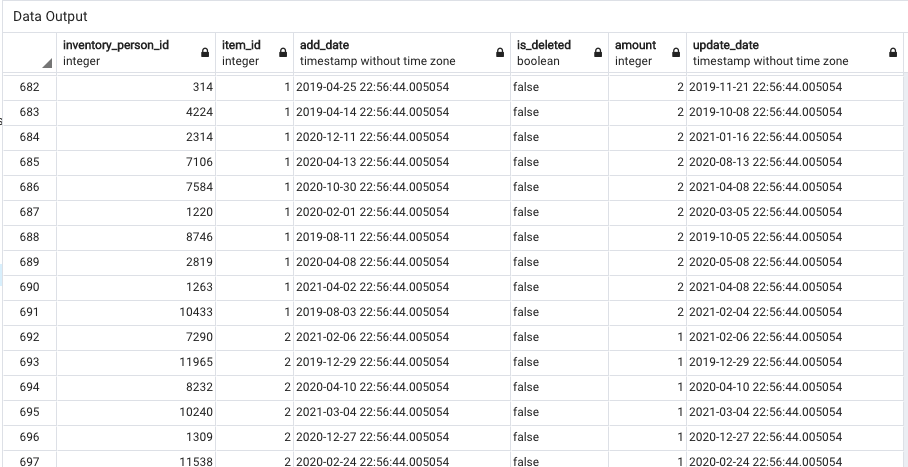 Data Output
inventory_person_id item_id add_date is_deleted amount update_date
integer integer timestamp without time zone boolean integer timestamp without time zone
682 314 1 2019-04-25 22:56:44.005054 false 2 2019-11-21 22:56:44.005054
683 4224 1 2019-04-14 22:56:44.005054 false 2 2019-10-08 22:56:44.005054
684 2314 1 2020-12-11 22:56:44.005054 false 2 2021-01-16 22:56:44.005054
685 7106 1 2020-04-13 22:56:44.005054 false 2 2020-08-13 22:56:44.005054
686 7584 1 2020-10-30 22:56:44.005054 false 2 2021-04-08 22:56:44.005054
687 1220 1 2020-02-01 22:56:44.005054 false 2 2020-03-05 22:56:44.005054
688 8746 1 2019-08-11 22:56:44.005054 false 2 2019-10-05 22:56:44.005054
689 2819 1 2020-04-08 22:56:44.005054 false 2 2020-05-08 22:56:44.005054
690 1263 1 2021-04-02 22:56:44.005054 false 2 2021-04-08 22:56:44.005054
691 10433 1 2019-08-03 22:56:44.005054 false 2 2021-02-04 22:56:44.005054
692 7290 2 2021-02-06 22:56:44.005054 false 1 2021-02-06 22:56:44.005054
693 11965 2 2019-12-29 22:56:44.005054 false 1 2019-12-29 22:56:44.005054
694 8232 2 2020-04-10 22:56:44.005054 false 1 2020-04-10 22:56:44.005054
695 10240 2 2021-03-04 22:56:44.005054 false 1 2021-03-04 22:56:44.005054
696 1309 2 2020-12-27 22:56:44.005054 false 1 2020-12-27 22:56:44.005054
697 11538 2 2020-02-24 22:56:44.005054 false 1 2020-02-24 22:56:44.005054